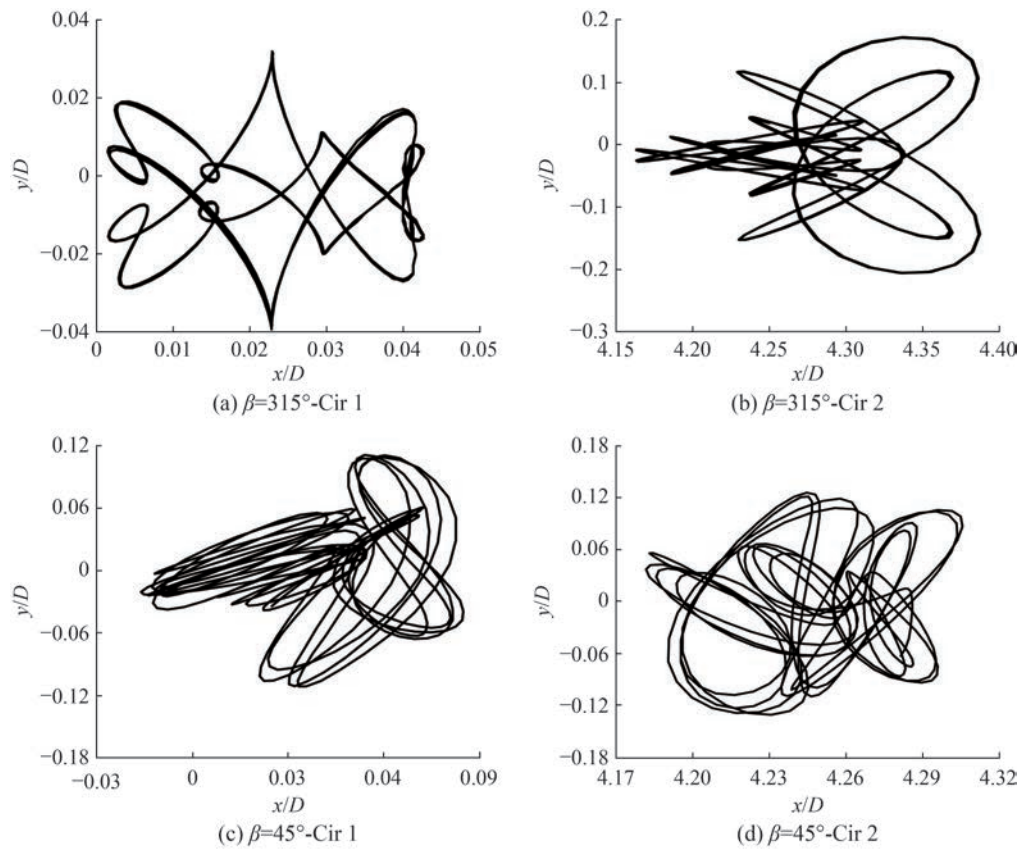 0.04
0.02
0
−0.02
−0.04
y/D
0 0.01 0.02 0.03 0.04 0.05
x/D
(a) β=315°-Cir 1
0.2
0.1
0
−0.1
−0.2
−0.3
y/D
4.15 4.20 4.25 4.30 4.35 4.40
x/D
(b) β=315°-Cir 2
0.12
0.06
0
−0.06
−0.12
−0.18
y/D
−0.03 0 0.03 0.04 0.09
x/D
(c) β=45°-Cir 1
0.18
0.12
0.06
0
−0.06
−0.12
−0.18
y/D
4.17 4.20 4.23 4.26 4.29 4.32
x/D
(d) β=45°-Cir 2